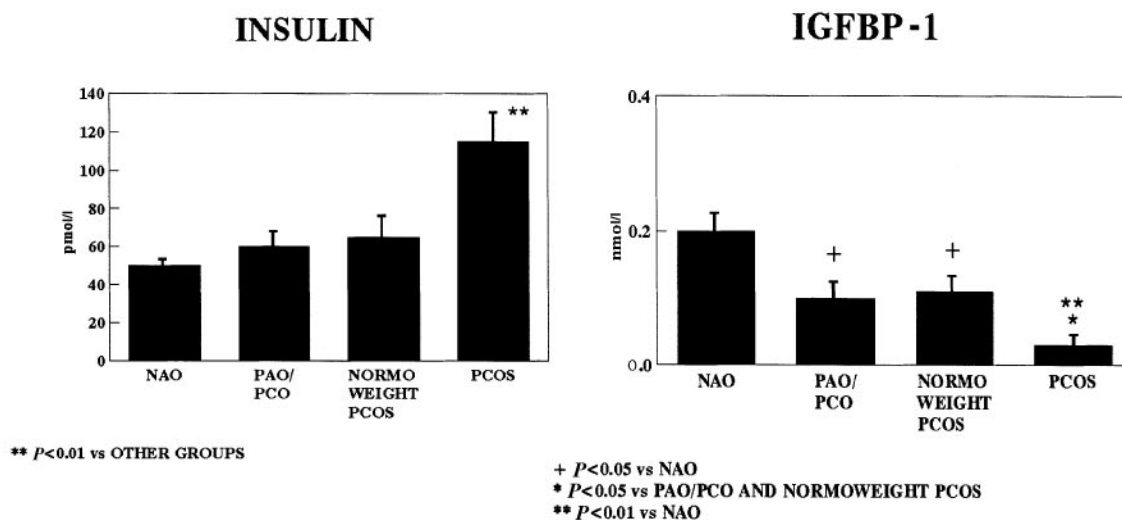 INSULIN
140
120
100
80
60
40
20
0
pmol/l
**
NAO
PAO/
PCO
NORMO
WEIGHT
PCOS
PCOS
** P<0.01 vs OTHER GROUPS
IGFBP-1
0.4
0.2
0.0
nmol/l
+
+
**
*
NAO
PAO/
PCO
NORMO
WEIGHT
PCOS
PCOS
+ P<0.05 vs NAO
* P<0.05 vs PAO/PCO AND NORMOWEIGHT PCOS
** P<0.01 vs NAO